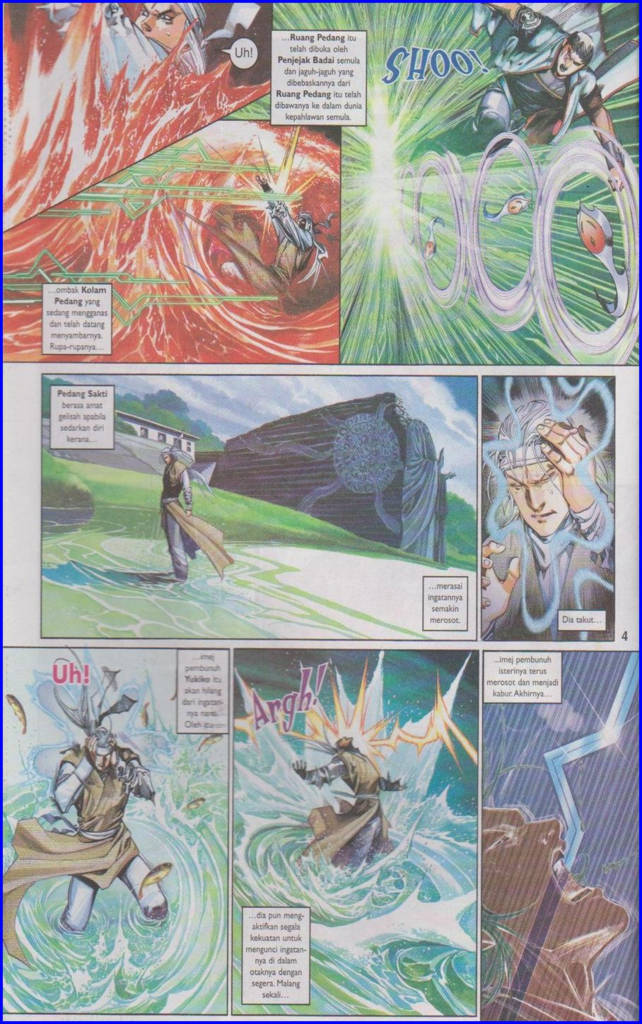 Uh!
...Ruang Pedang itu
telah dibuka oleh
Penjejak Badai semula
dan jaguh-jaguh yang
dibebaskannya dari
Ruang Pedang itu telah
dibawanya ke dalam dunia
kepahlawan semula.
SHOO!
...ombak Kolam
Pedang yang
sedang mengganas
dan telah datang
menyambarnya.
Rupa-rupanya...
Pedang Sakti
berasa amat
gelisah apabila
sedarkan diri
kerana...
...merasai
ingatannya
semakin
merosot.
Dia takut...
4
Uh!
...imej
pembunuh
Yukiko itu
akan hilang
dari ingatan-
nya
Oleh
Argh!
...dia pun meng-
aktifkan segala
kekuatan untuk
mengunci ingatan-
nya di dalam
otaknya dengan
segera. Malang
sekali...
...imej pembunuh
isterinya terus
merosot dan menjadi
kabur. Akhirnya...